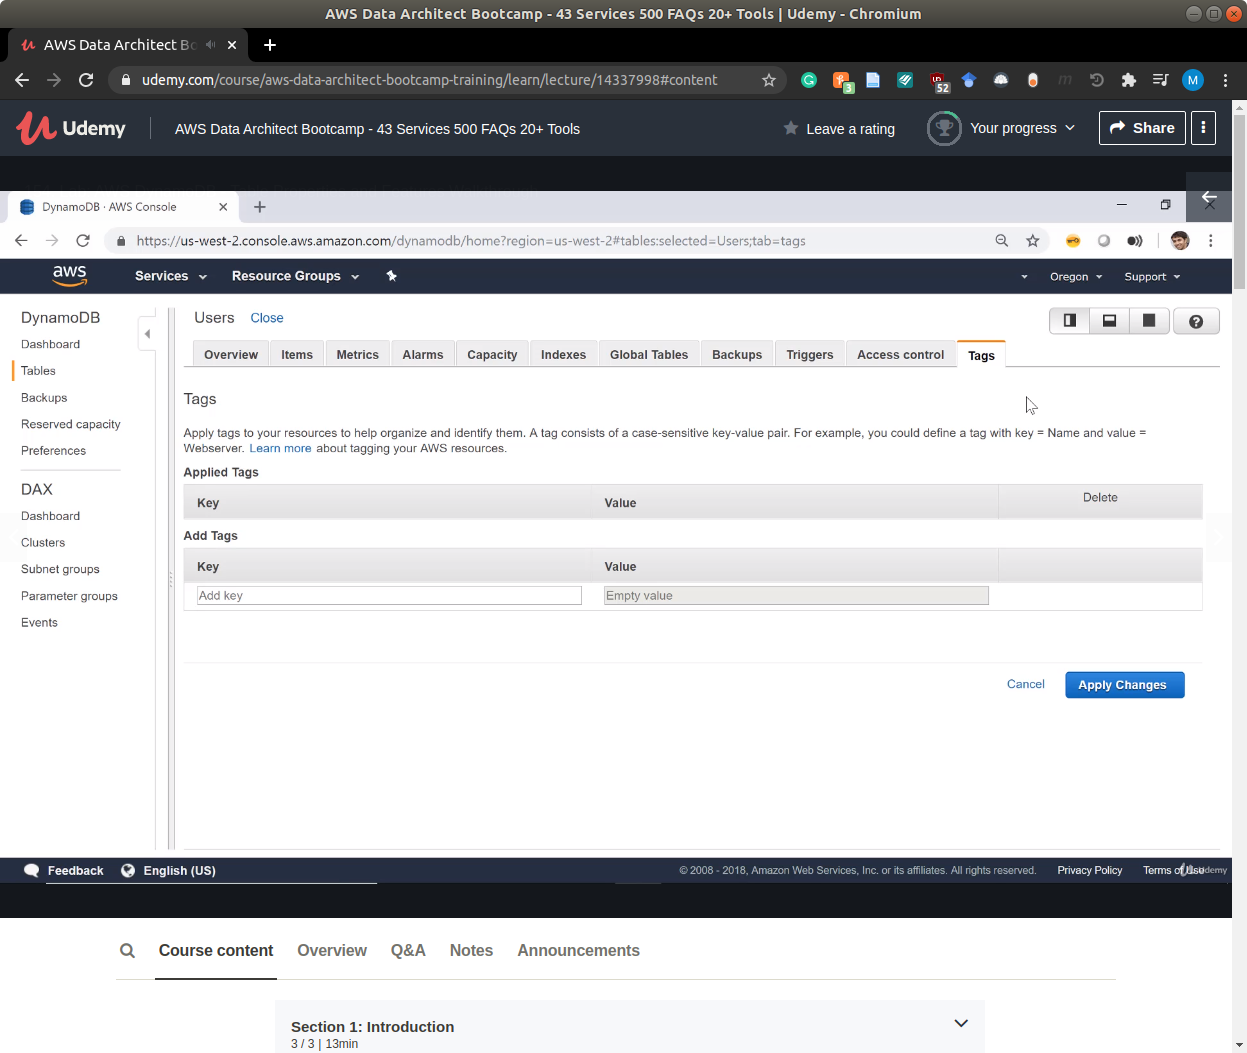 AWS Data Architect Bootcamp - 43 Services 500 FAQs 20+ Tools | Udemy - Chromium
AWS Data Architect Bo
udemy.com/course/aws-data-architect-bootcamp-training/learn/lecture/14337998#content
3
52
M
Udemy
AWS Data Architect Bootcamp - 43 Services 500 FAQs 20+ Tools
Leave a rating
Your progress
Share
DynamoDB · AWS Console
https://us-west-2.console.aws.amazon.com/dynamodb/home?region=us-west-2#tables:selected=Users;tab=tags
aws
Services
Resource Groups
Oregon
Support
DynamoDB
Dashboard
Tables
Backups
Reserved capacity
Preferences
DAX
Dashboard
Clusters
Subnet groups
Parameter groups
Events
Users Close
Overview Items Metrics Alarms Capacity Indexes Global Tables Backups Triggers Access control Tags
Tags
Apply tags to your resources to help organize and identify them. A tag consists of a case-sensitive key-value pair. For example, you could define a tag with key = Name and value =
Webserver. Learn more about tagging your AWS resources.
Applied Tags
Key Value Delete
Add Tags
Key Value
Add key Empty value
Cancel Apply Changes
Feedback English (US)
© 2008 - 2018, Amazon Web Services, Inc. or its affiliates. All rights reserved. Privacy Policy Terms of Use
Udemy
Course content Overview Q&A Notes Announcements
Section 1: Introduction
3 / 3 | 13min